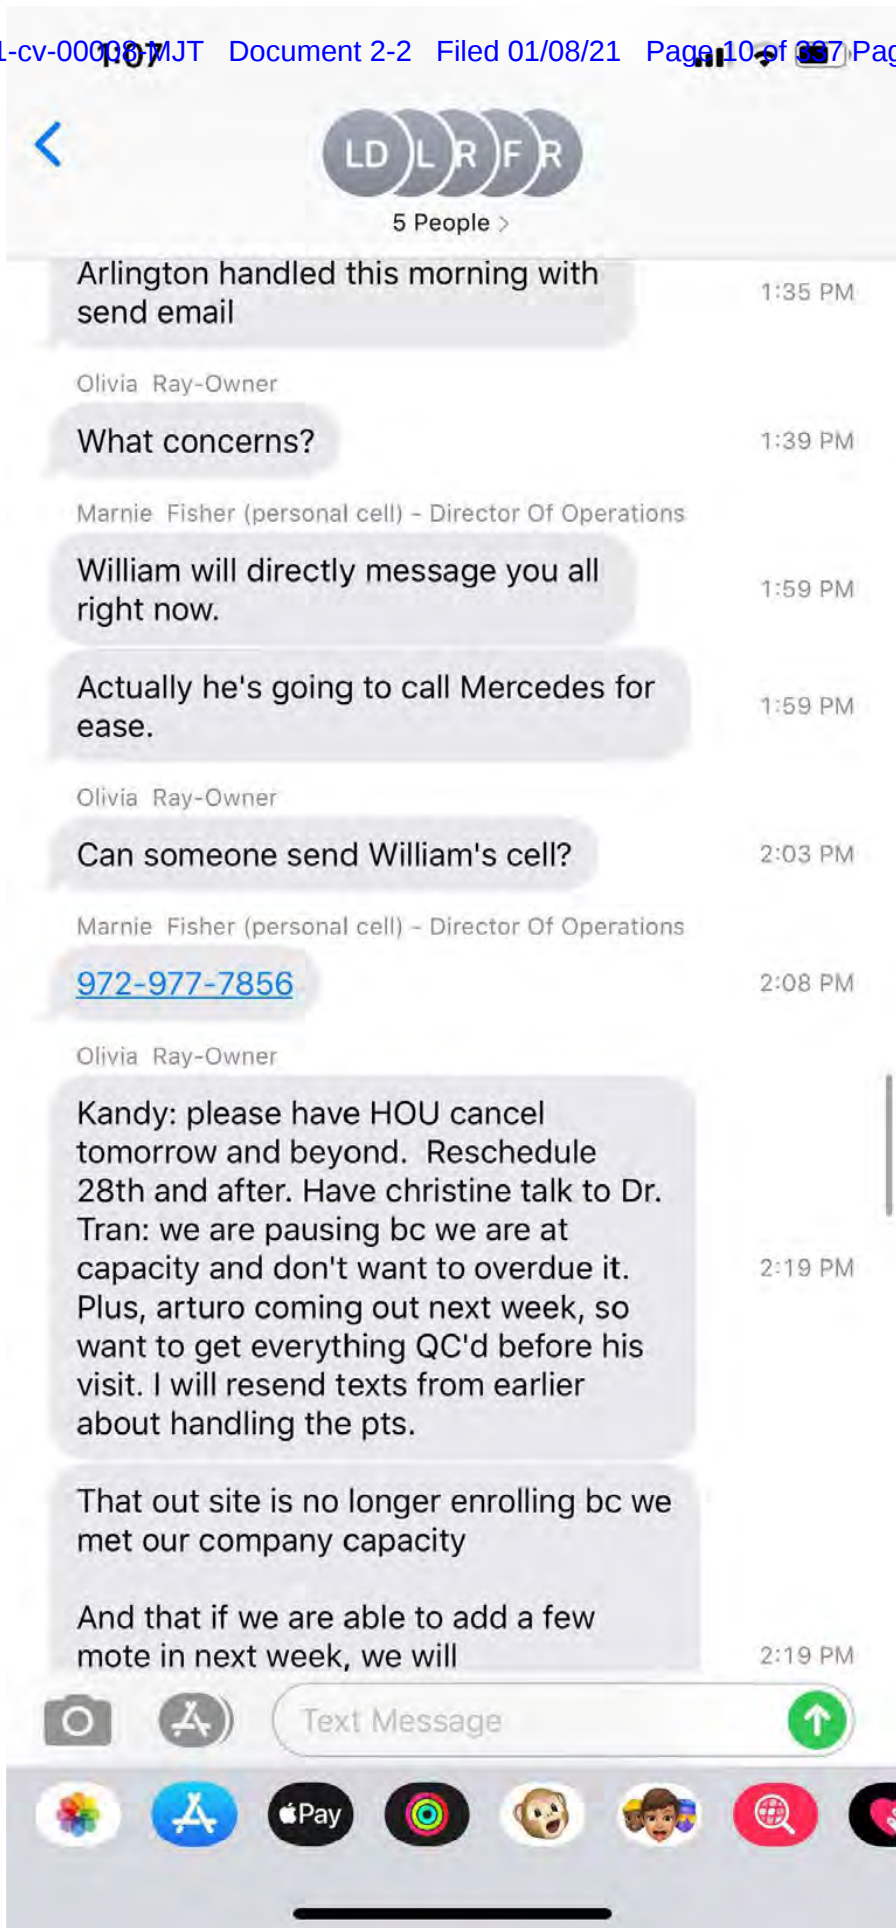 1-cv-00008-MJT Document 2-2 Filed 01/08/21 Page 10 of 337 Pag
1:07
LD L R F R
5 People >
Arlington handled this morning with
send email
1:35 PM
Olivia Ray-Owner
What concerns?
1:39 PM
Marnie Fisher (personal cell) - Director Of Operations
William will directly message you all
right now.
1:59 PM
Actually he's going to call Mercedes for
ease.
1:59 PM
Olivia Ray-Owner
Can someone send William's cell?
2:03 PM
Marnie Fisher (personal cell) - Director Of Operations
972-977-7856
2:08 PM
Olivia Ray-Owner
Kandy: please have HOU cancel
tomorrow and beyond. Reschedule
28th and after. Have christine talk to Dr.
Tran: we are pausing bc we are at
capacity and don't want to overdue it.
Plus, arturo coming out next week, so
want to get everything QC'd before his
visit. I will resend texts from earlier
about handling the pts.
2:19 PM
That out site is no longer enrolling bc we
met our company capacity
And that if we are able to add a few
mote in next week, we will
2:19 PM
Text Message
Pay